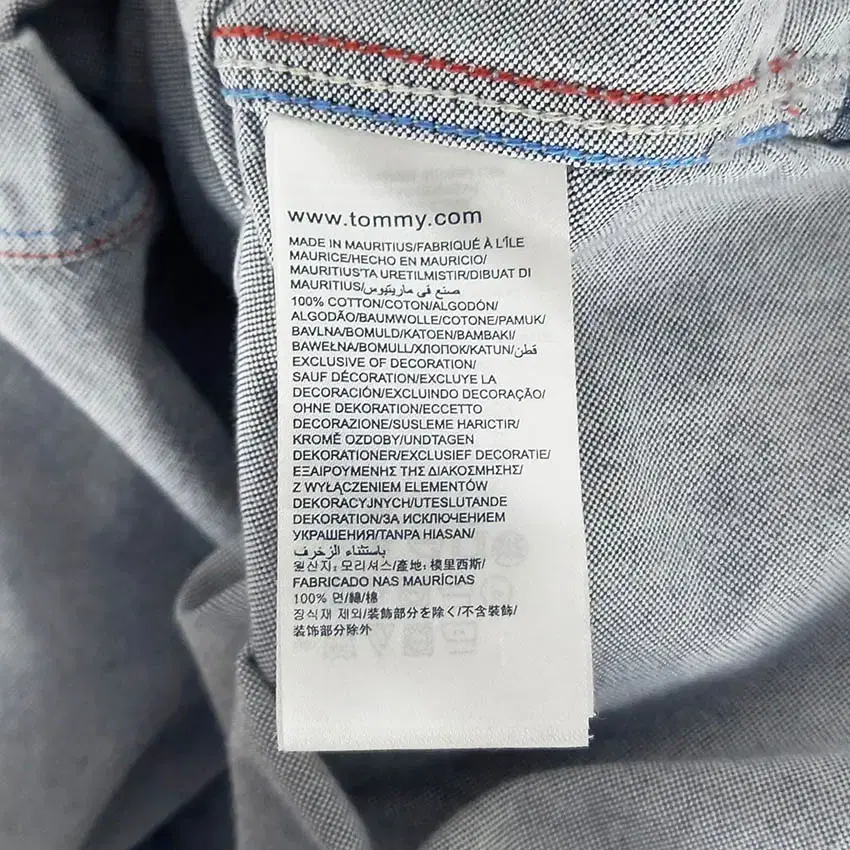 www.tommy.com
MADE IN MAURITIUS/FABRIQUÉ À L'ÎLE
MAURICE/HECHO EN MAURICIO/
MAURITIUS'TA URETILMISTIR/DIBUAT DI
MAURITIUS/صنع في ماريتيوس
100% COTTON/COTON/ALGODÓN/
ALGODÃO/BAUMWOLLE/COTONE/PAMUK/
BAVLNA/BOMULD/KATOEN/BAMBAKI/
BAWEŁNA/BOMULL/ХЛОПОК/KATUN/قطن
EXCLUSIVE OF DECORATION/
SAUF DÉCORATION/EXCLUYE LA
DECORACIÓN/EXCLUINDO DECORAÇÃO/
OHNE DEKORATION/ECCETTO
DECORAZIONE/SUSLEME HARICTIR/
KROMĚ OZDOBY/UNDTAGEN
DEKORATIONER/EXCLUSIEF DECORATIE/
ΕΞΑΙΡΟΥΜΕΝΗΣ ΤΗΣ ΔΙΑΚΟΣΜΗΣΗΣ/
Z WYŁĄCZENIEM ELEMENTÓW
DEKORACYJNYCH/UTESLUTANDE
DEKORATION/ЗА ИСКЛЮЧЕНИЕМ
УКРАШЕНИЯ/TANPA HIASAN/
باستثناء الزخرف
원산지: 모리셔스/產地: 模里西斯/
FABRICADO NAS MAURÍCIAS
100% 면/綿/棉
장식재 제외/装飾部分を除く/不含裝飾/
装饰部分除外